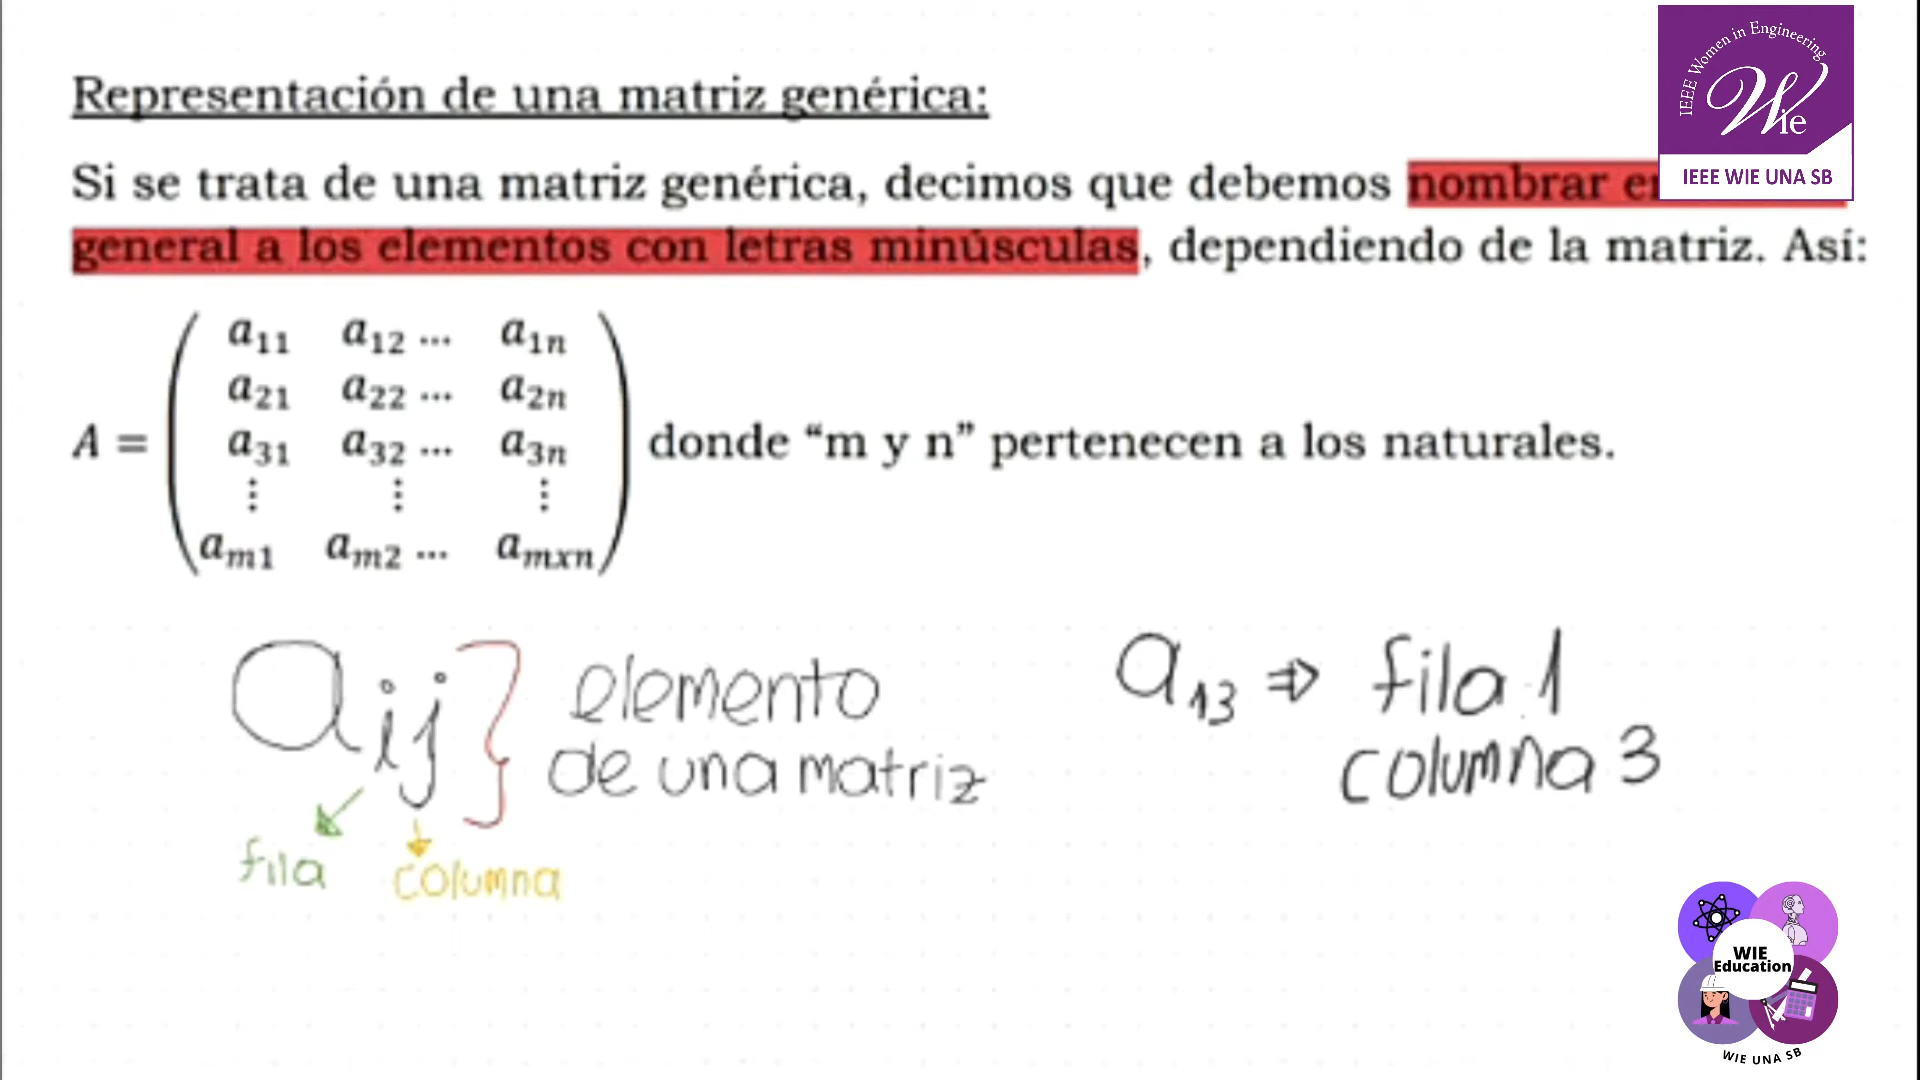 Representación de una matriz genérica:
IEEE Women in Engineering
Wie
IEEE WIE UNA SB
Si se trata de una matriz genérica, decimos que debemos nombrar
general a los elementos con letras minúsculas, dependiendo de la matriz. Así:
a11 a12 ... a1n
a21 a22 ... a2n
A = a31 a32 ... a3n donde “m y n” pertenecen a los naturales.
⋮ ⋮ ⋮
am1 am2 ... amxn
aij } elemento
de una matriz
fila columna
a13 ⇒ fila 1
columna 3
WIE
Education
WIE UNA SB